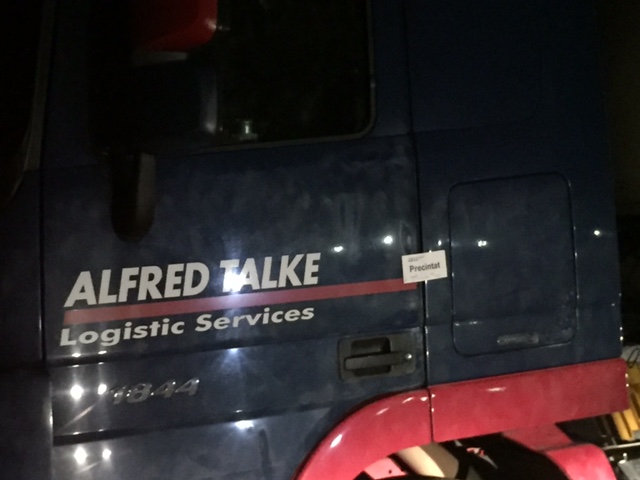 ALFRED TALKE
Logistic Services
Precintat
1844